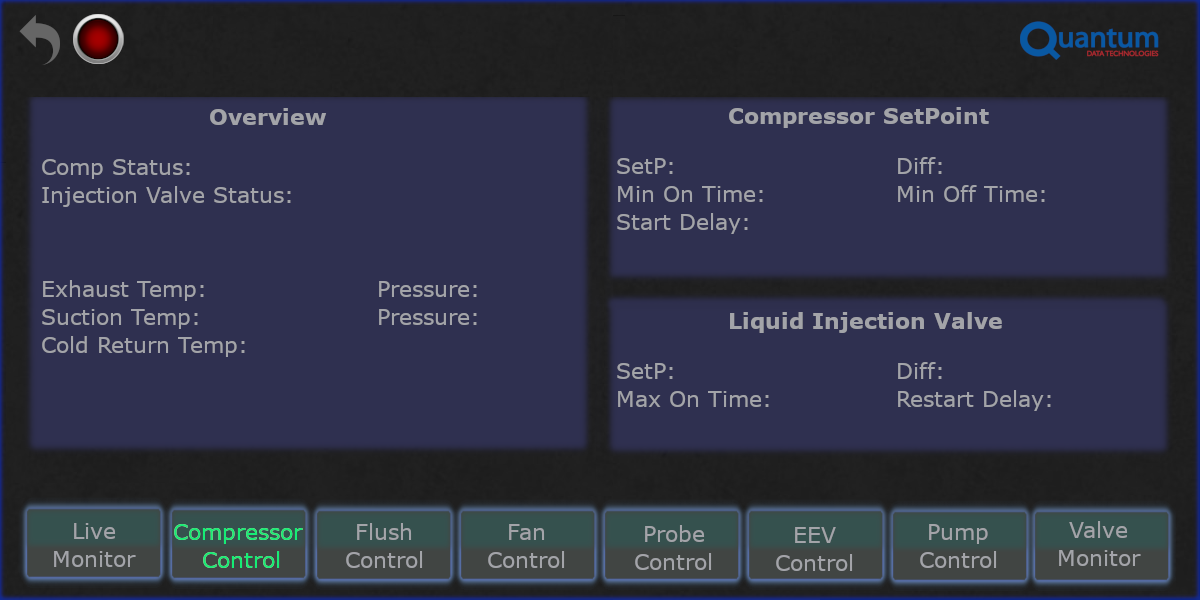 Quantum
DATA TECHNOLOGIES
Overview
Comp Status:
Injection Valve Status:
Exhaust Temp: Pressure:
Suction Temp: Pressure:
Cold Return Temp:
Compressor SetPoint
SetP: Diff:
Min On Time: Min Off Time:
Start Delay:
Liquid Injection Valve
SetP: Diff:
Max On Time: Restart Delay:
Live
Monitor
Compressor
Control
Flush
Control
Fan
Control
Probe
Control
EEV
Control
Pump
Control
Valve
Monitor